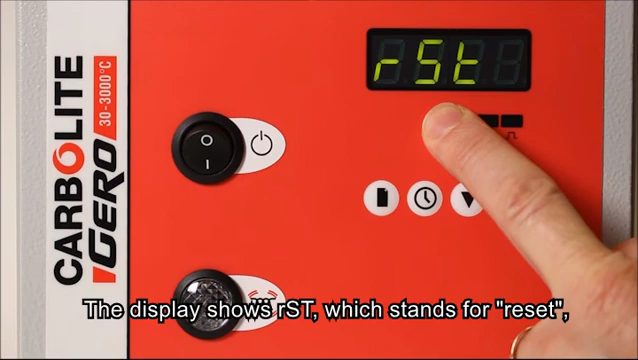 CARBOLITE
GERO
30-3000°C
rSt
The display shows rST, which stands for "reset",